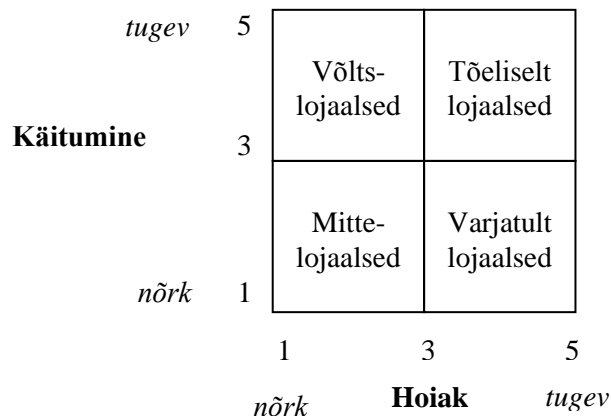 tugev 5
Võlts- Tõeliselt
lojaalsed lojaalsed
Käitumine 3
Mitte- Varjatult
lojaalsed lojaalsed
nõrk 1
1 3 5
nõrk Hoiak tugev